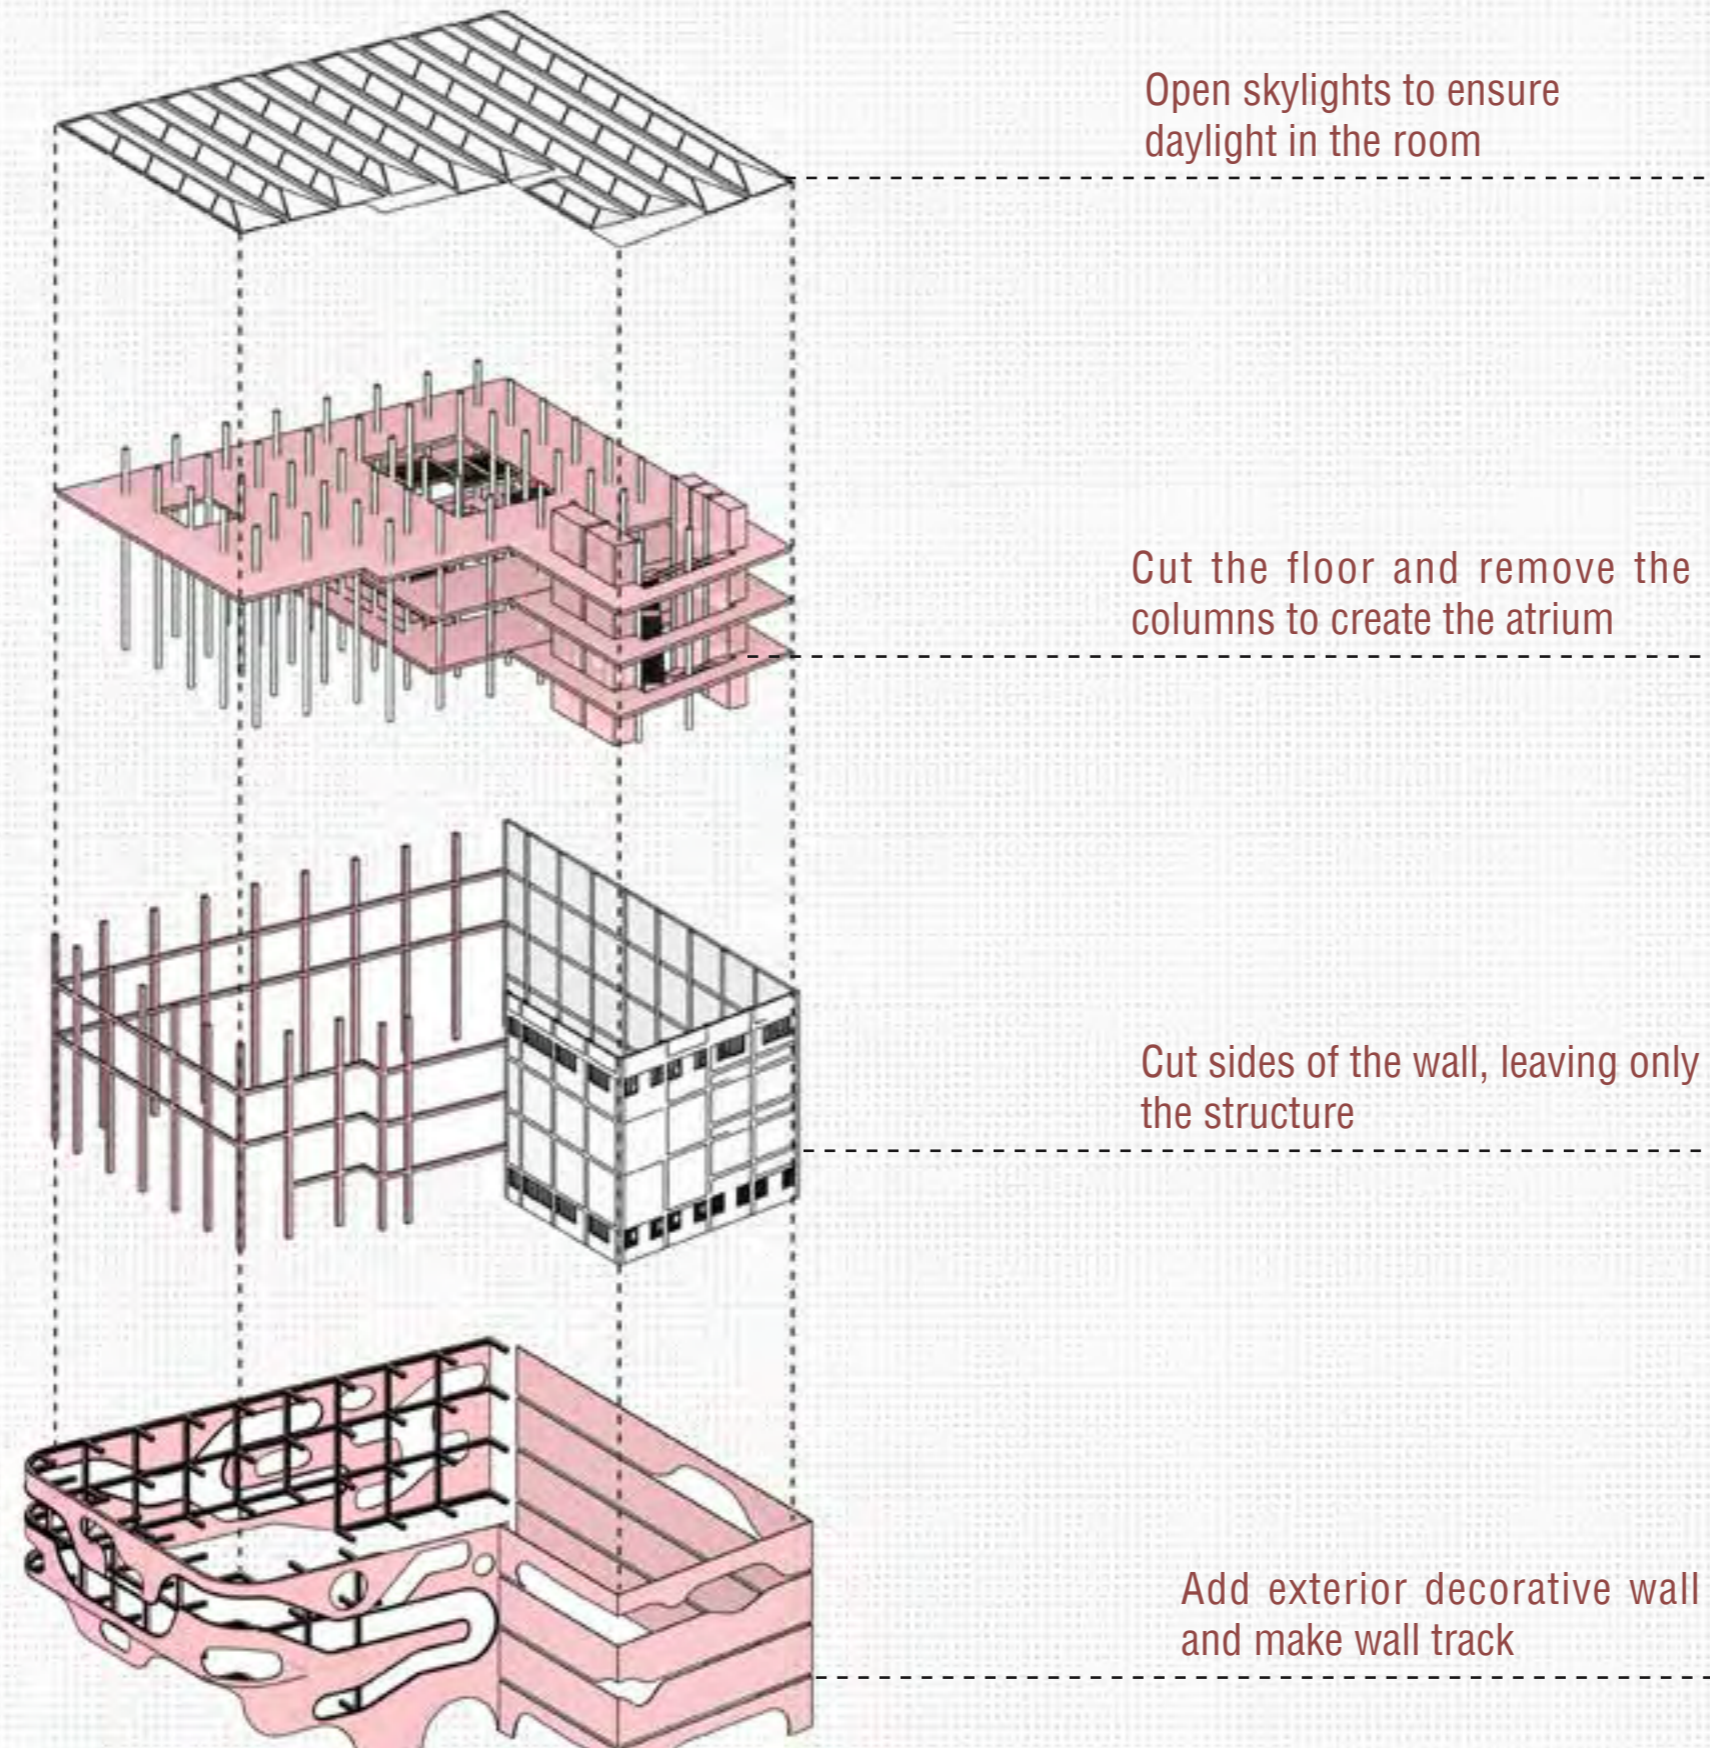 Open skylights to ensure
daylight in the room
Cut the floor and remove the
columns to create the atrium
Cut sides of the wall, leaving only
the structure
Add exterior decorative wall
and make wall track